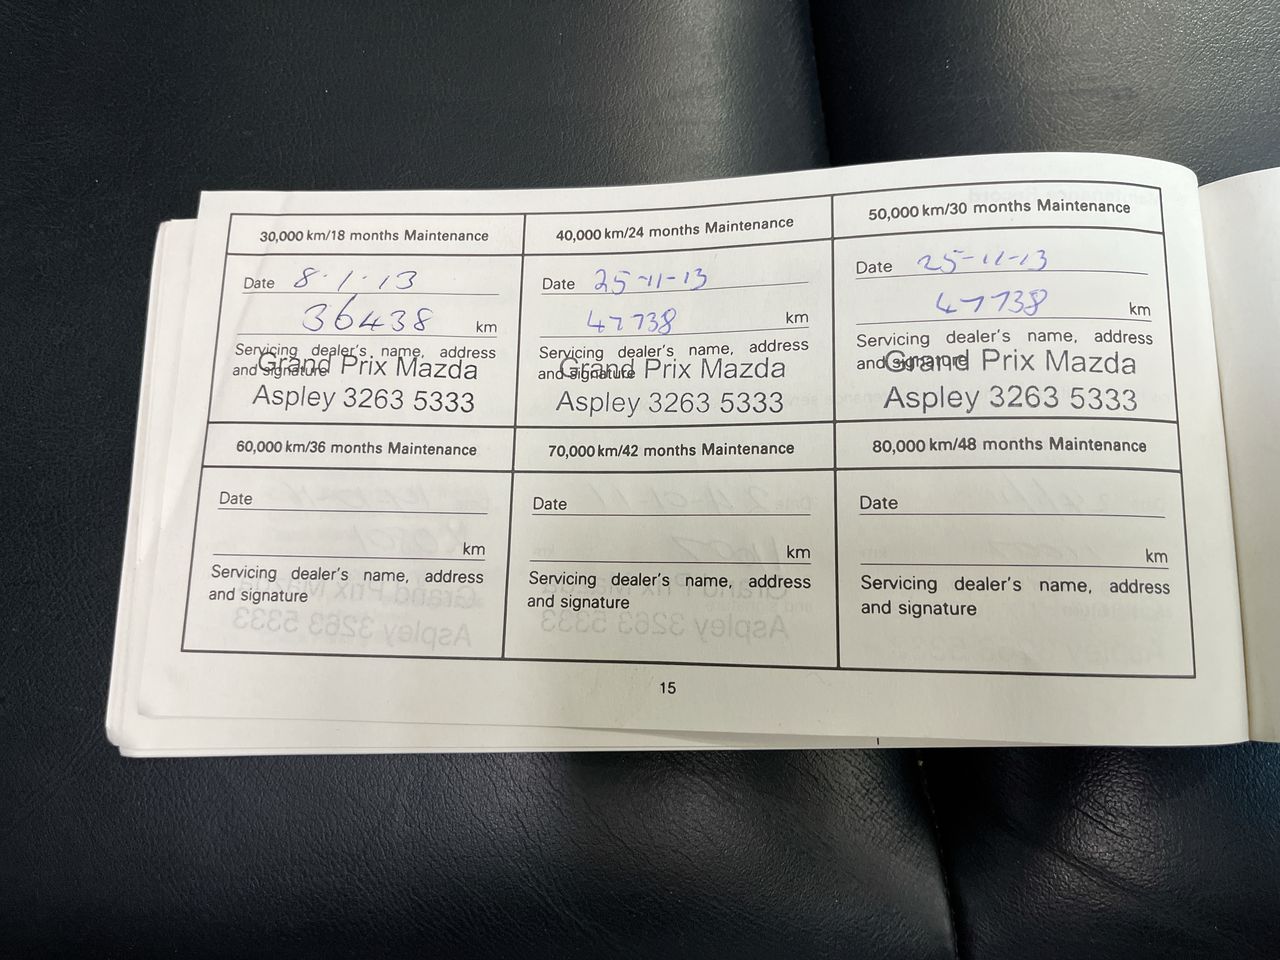 30,000 km/18 months Maintenance
Date 8.1.13
36438 km
Servicing dealer's name, address
and signature
Grand Prix Mazda
Aspley 3263 5333
40,000 km/24 months Maintenance
Date 25-11-13
47738 km
Servicing dealer's name, address
and signature
Grand Prix Mazda
Aspley 3263 5333
50,000 km/30 months Maintenance
Date 25-11-13
47738 km
Servicing dealer's name, address
and signature
Grand Prix Mazda
Aspley 3263 5333
60,000 km/36 months Maintenance
Date
km
Servicing dealer's name, address
and signature
70,000 km/42 months Maintenance
Date
km
Servicing dealer's name, address
and signature
80,000 km/48 months Maintenance
Date
km
Servicing dealer's name, address
and signature
15